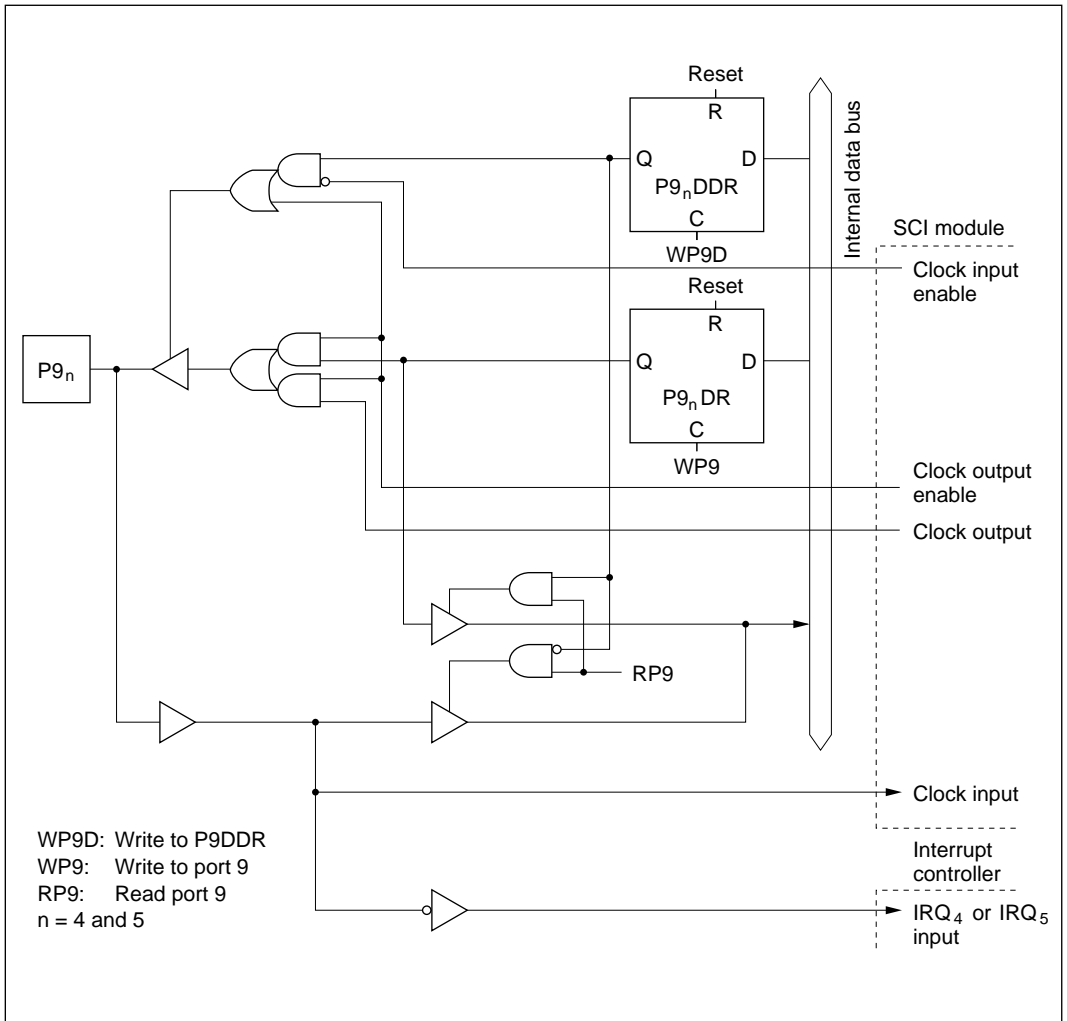 Reset
R
Q D
P9nDDR
C
WP9D
Internal data bus
SCI module
Clock input
enable
Reset
R
Q D
P9nDR
C
WP9
P9n
Clock output
enable
Clock output
RP9
Clock input
WP9D: Write to P9DDR
WP9: Write to port 9
RP9: Read port 9
n = 4 and 5
Interrupt
controller
IRQ4 or IRQ5
input